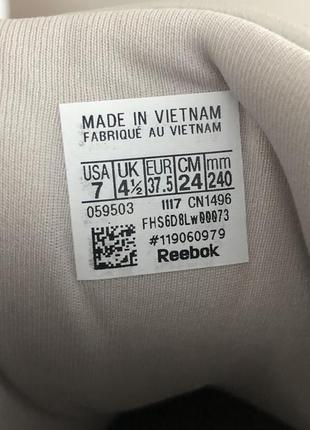 MADE IN VIETNAM
FABRIQUÉ AU VIETNAM
USA UK EUR CM mm
7 4½ 37.5 24 240
059503 1117 CN1496
FHS6D8LW00073
#119060979
Reebok